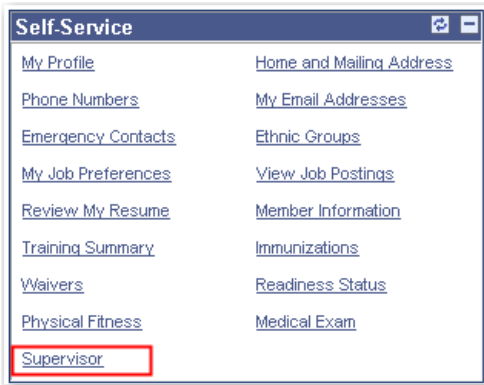 Self-Service
My Profile Home and Mailing Address
Phone Numbers My Email Addresses
Emergency Contacts Ethnic Groups
My Job Preferences View Job Postings
Review My Resume Member Information
Training Summary Immunizations
Waivers Readiness Status
Physical Fitness Medical Exam
Supervisor